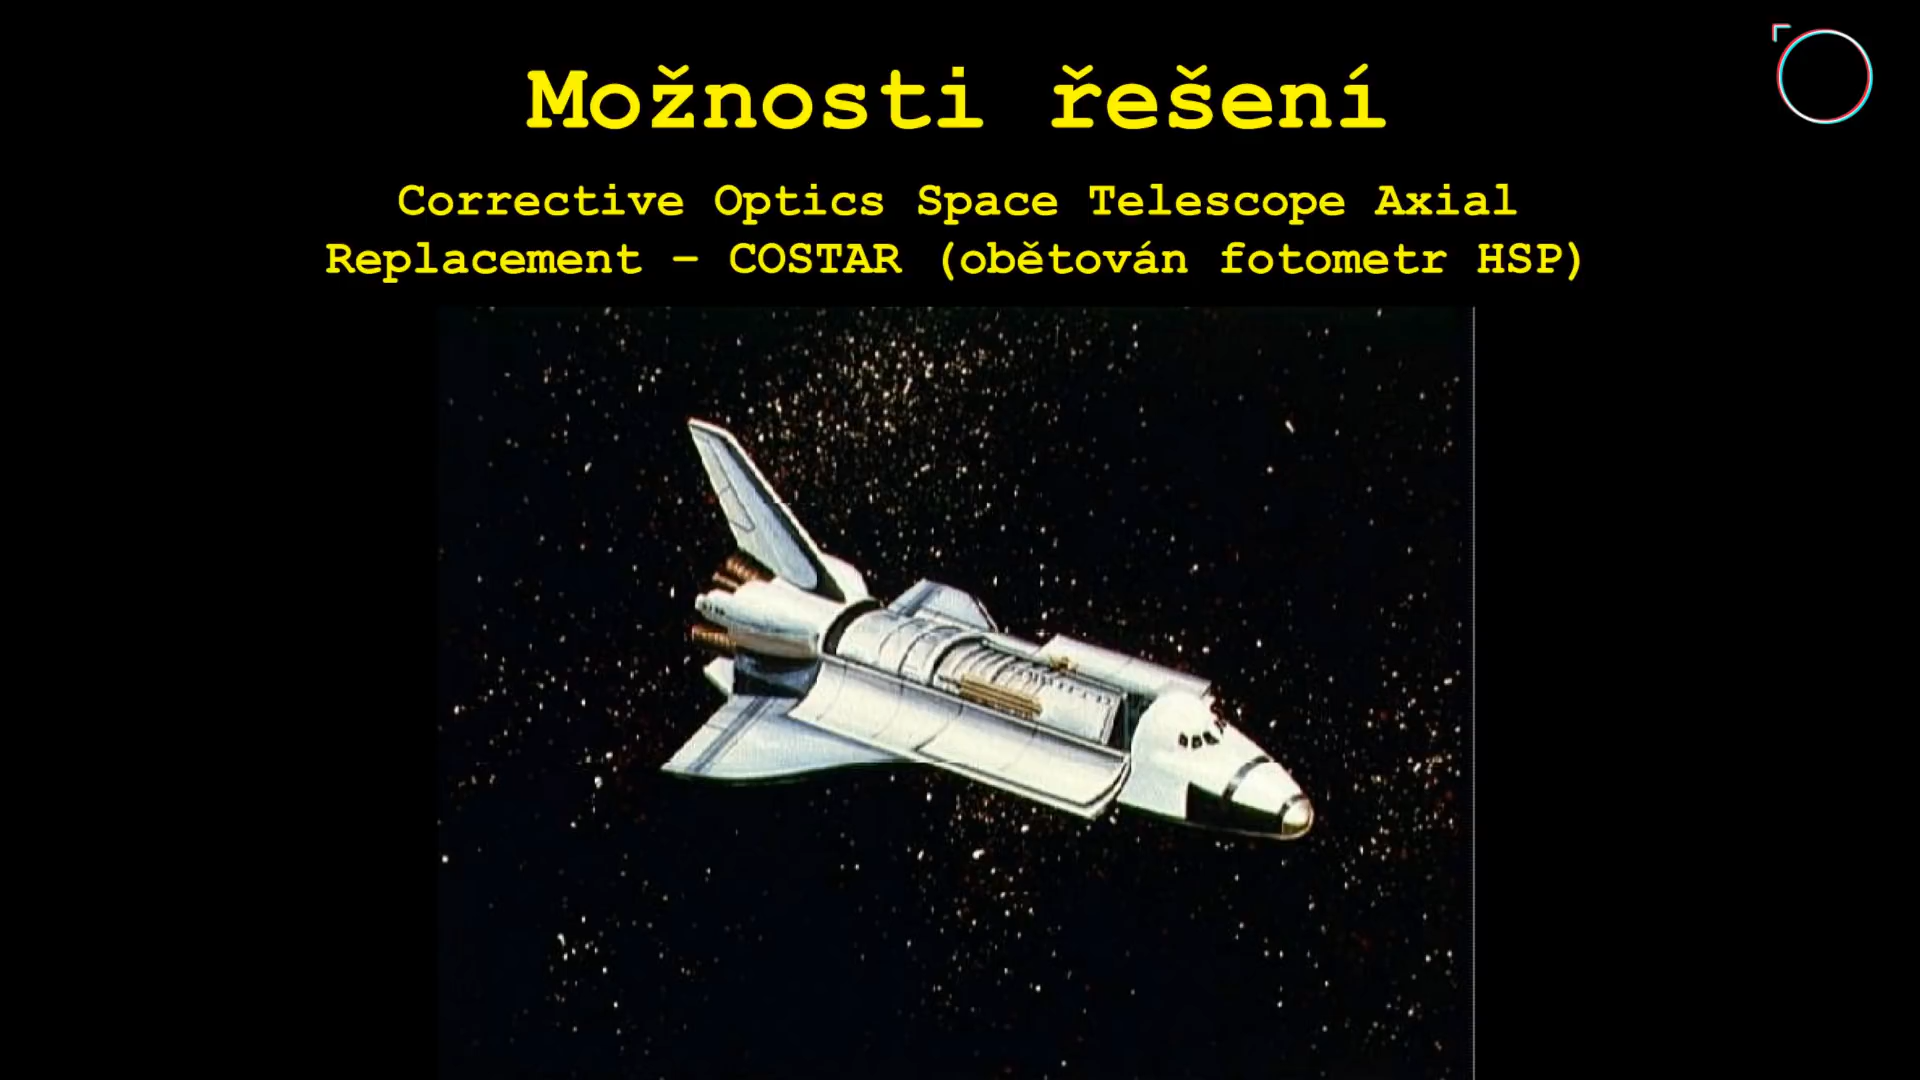 Možnosti řešení
Corrective Optics Space Telescope Axial
Replacement – COSTAR (obětován fotometr HSP)